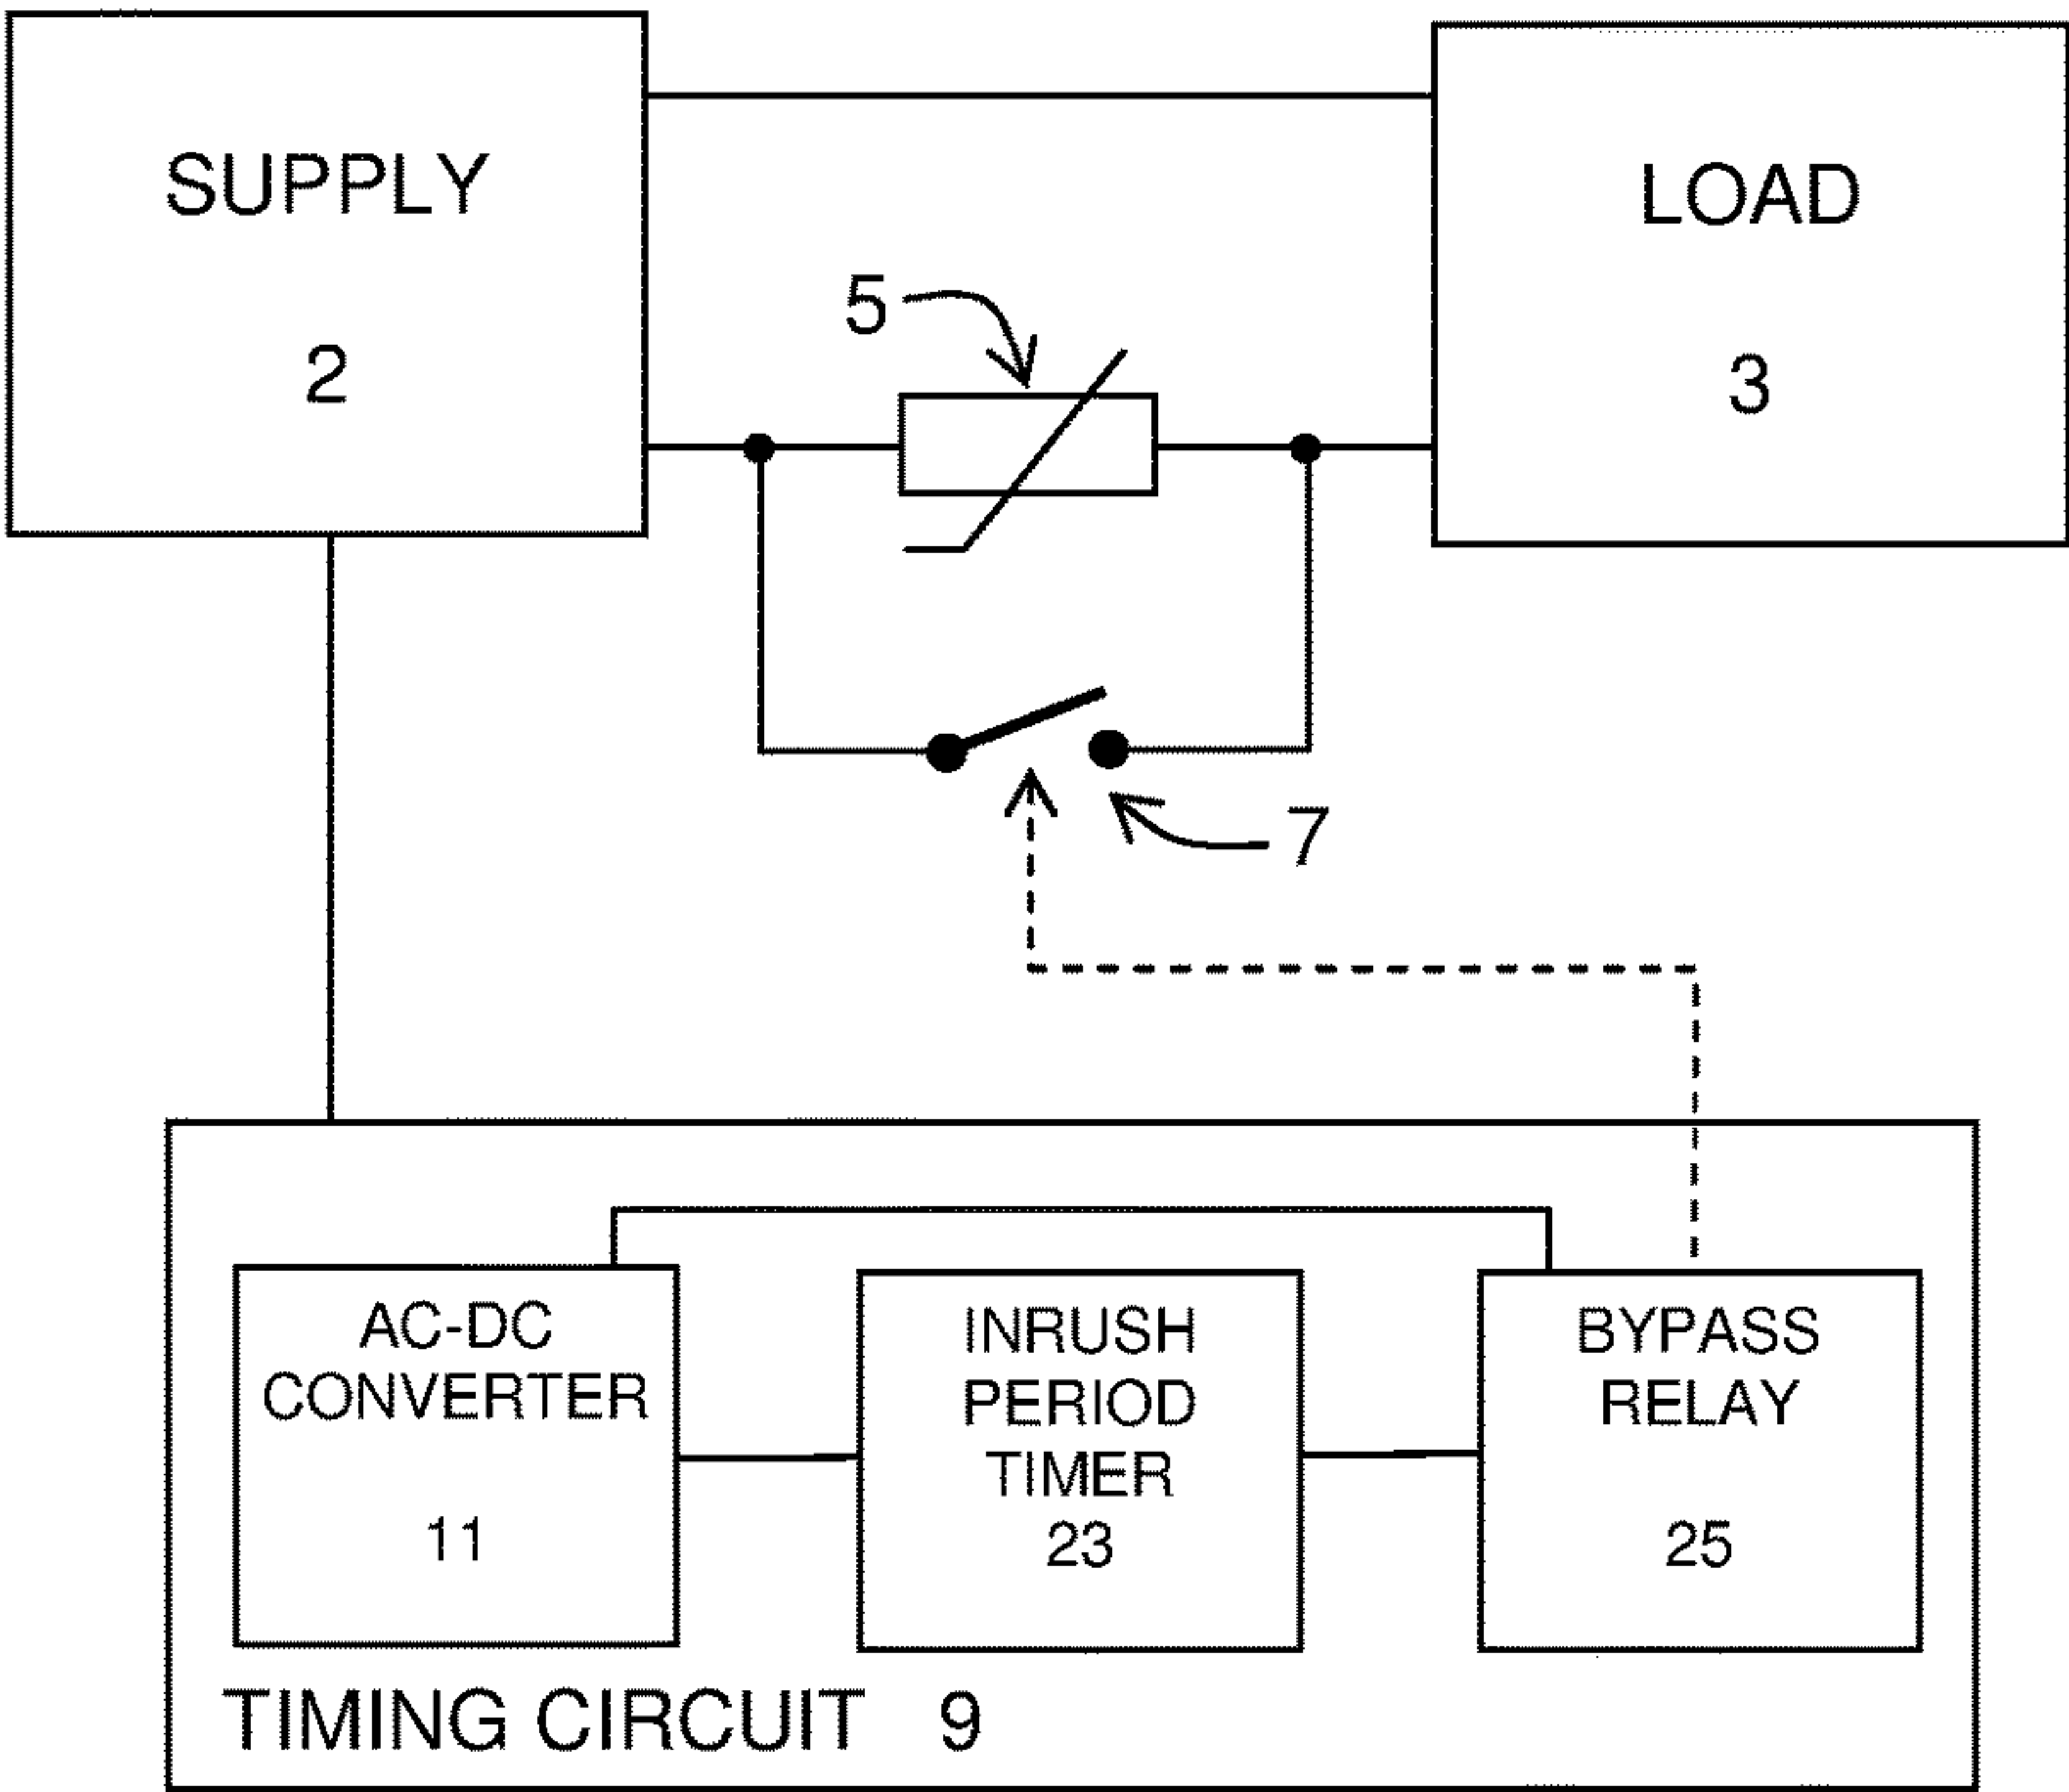 SUPPLY
2
LOAD
3
5
7
AC-DC
CONVERTER
11
INRUSH
PERIOD
TIMER
23
BYPASS
RELAY
25
TIMING CIRCUIT 9